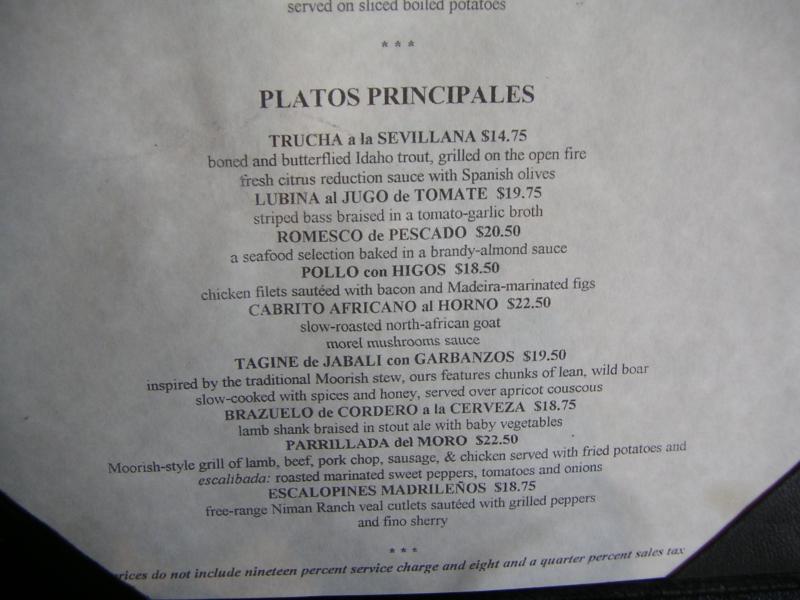 served on sliced boiled potatoes
* * *
PLATOS PRINCIPALES
TRUCHA a la SEVILLANA $14.75
boned and butterflied Idaho trout, grilled on the open fire
fresh citrus reduction sauce with Spanish olives
LUBINA al JUGO de TOMATE $19.75
striped bass braised in a tomato-garlic broth
ROMESCO de PESCADO $20.50
a seafood selection baked in a brandy-almond sauce
POLLO con HIGOS $18.50
chicken filets sautéed with bacon and Madeira-marinated figs
CABRITO AFRICANO al HORNO $22.50
slow-roasted north-african goat
morel mushrooms sauce
TAGINE de JABALI con GARBANZOS $19.50
inspired by the traditional Moorish stew, ours features chunks of lean, wild boar
slow-cooked with spices and honey, served over apricot couscous
BRAZUELO de CORDERO a la CERVEZA $18.75
lamb shank braised in stout ale with baby vegetables
PARRILLADA del MORO $22.50
Moorish-style grill of lamb, beef, pork chop, sausage, & chicken served with fried potatoes and
escalibada: roasted marinated sweet peppers, tomatoes and onions
ESCALOPINES MADRILEÑOS $18.75
free-range Niman Ranch veal cutlets sautéed with grilled peppers
and fino sherry
* * *
rices do not include nineteen percent service charge and eight and a quarter percent sales tax